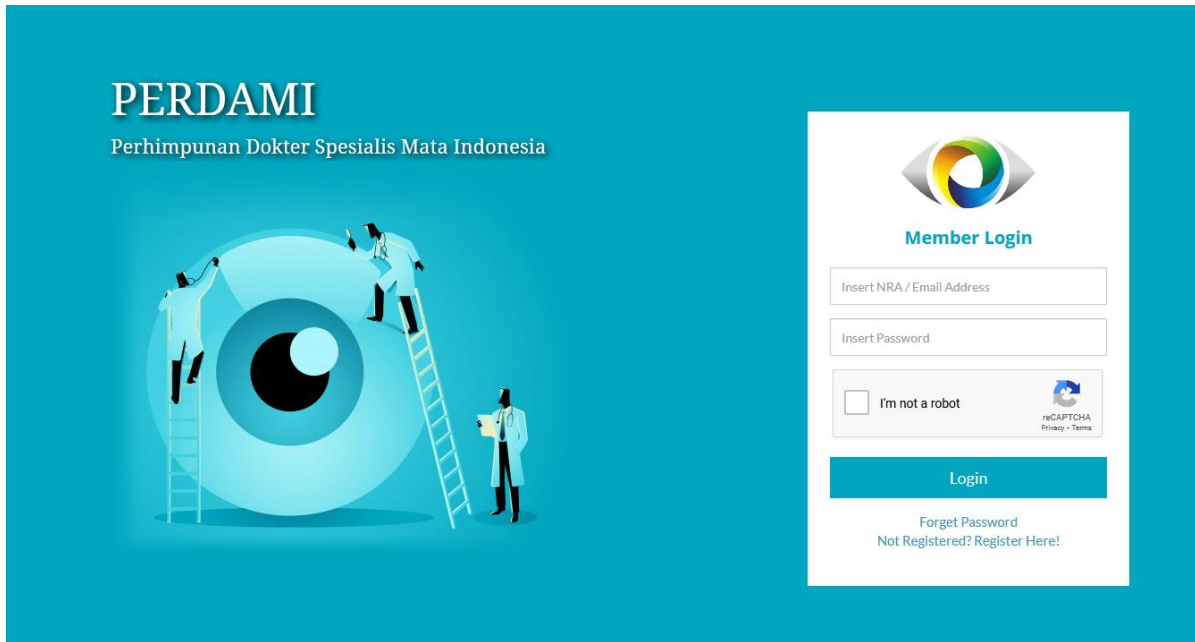 PERDAMI
Perhimpunan Dokter Spesialis Mata Indonesia
Member Login
Insert NRA / Email Address
Insert Password
I'm not a robot
reCAPTCHA
Privacy - Terms
Login
Forget Password
Not Registered? Register Here!